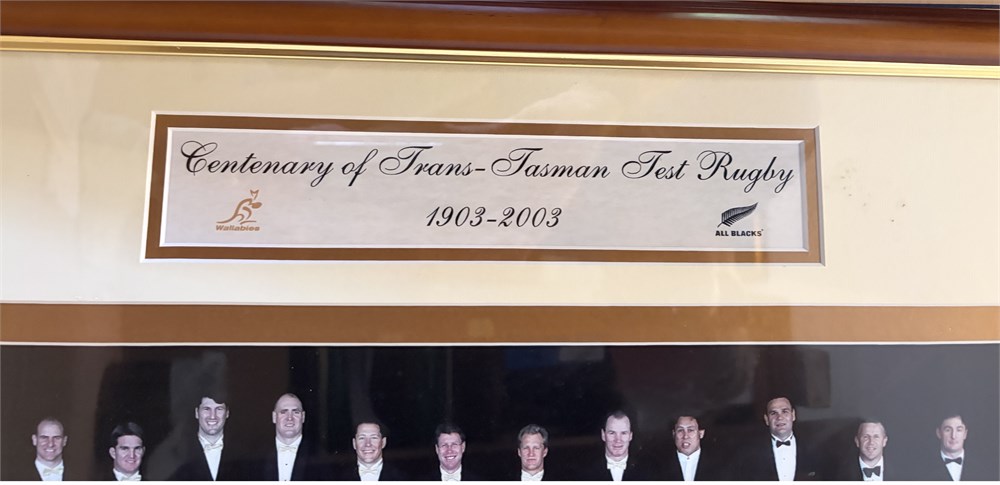 Centenary of Trans-Tasman Test Rugby
1903-2003
Wallabies
ALL BLACKS